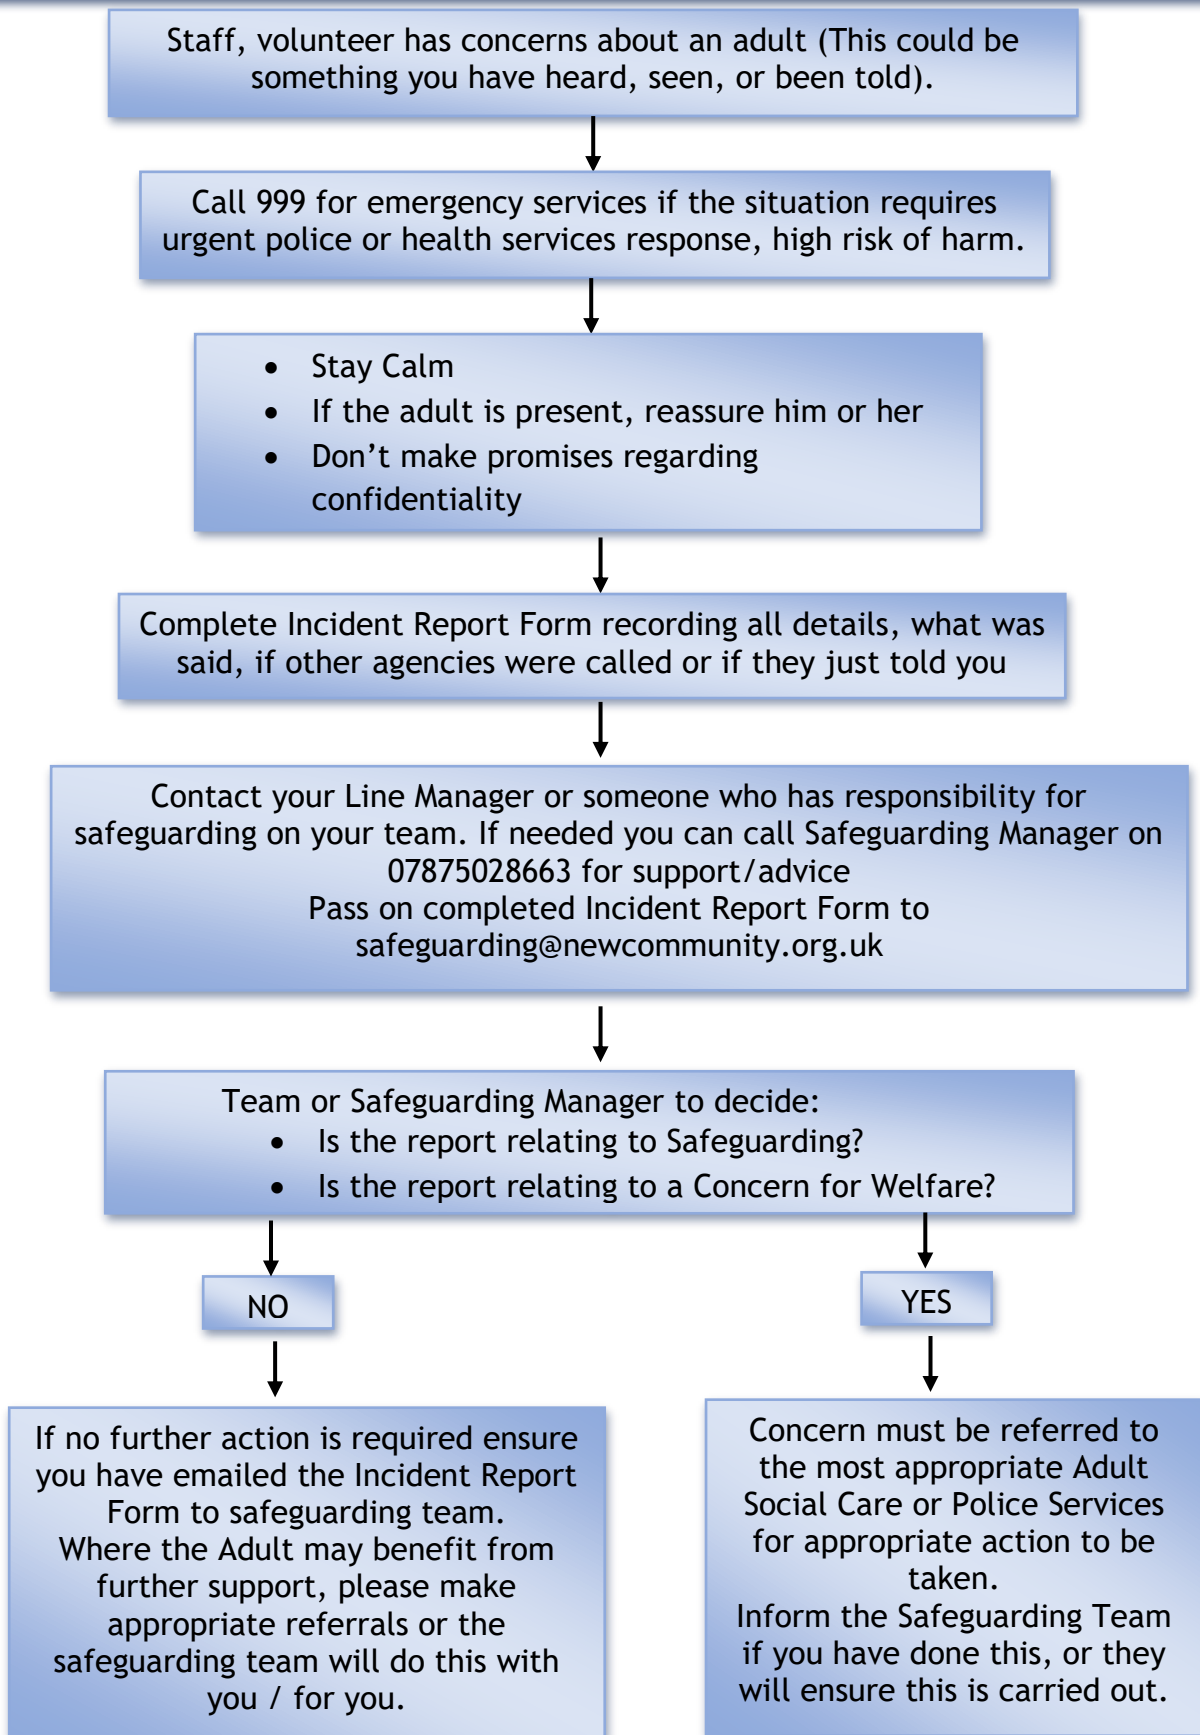 Staff, volunteer has concerns about an adult (This could be
something you have heard, seen, or been told).
Call 999 for emergency services if the situation requires
urgent police or health services response, high risk of harm.
• Stay Calm
• If the adult is present, reassure him or her
• Don’t make promises regarding
confidentiality
Complete Incident Report Form recording all details, what was
said, if other agencies were called or if they just told you
Contact your Line Manager or someone who has responsibility for
safeguarding on your team. If needed you can call Safeguarding Manager on
07875028663 for support/advice
Pass on completed Incident Report Form to
safeguarding@newcommunity.org.uk
Team or Safeguarding Manager to decide:
• Is the report relating to Safeguarding?
• Is the report relating to a Concern for Welfare?
NO
YES
If no further action is required ensure
you have emailed the Incident Report
Form to safeguarding team.
Where the Adult may benefit from
further support, please make
appropriate referrals or the
safeguarding team will do this with
you / for you.
Concern must be referred to
the most appropriate Adult
Social Care or Police Services
for appropriate action to be
taken.
Inform the Safeguarding Team
if you have done this, or they
will ensure this is carried out.